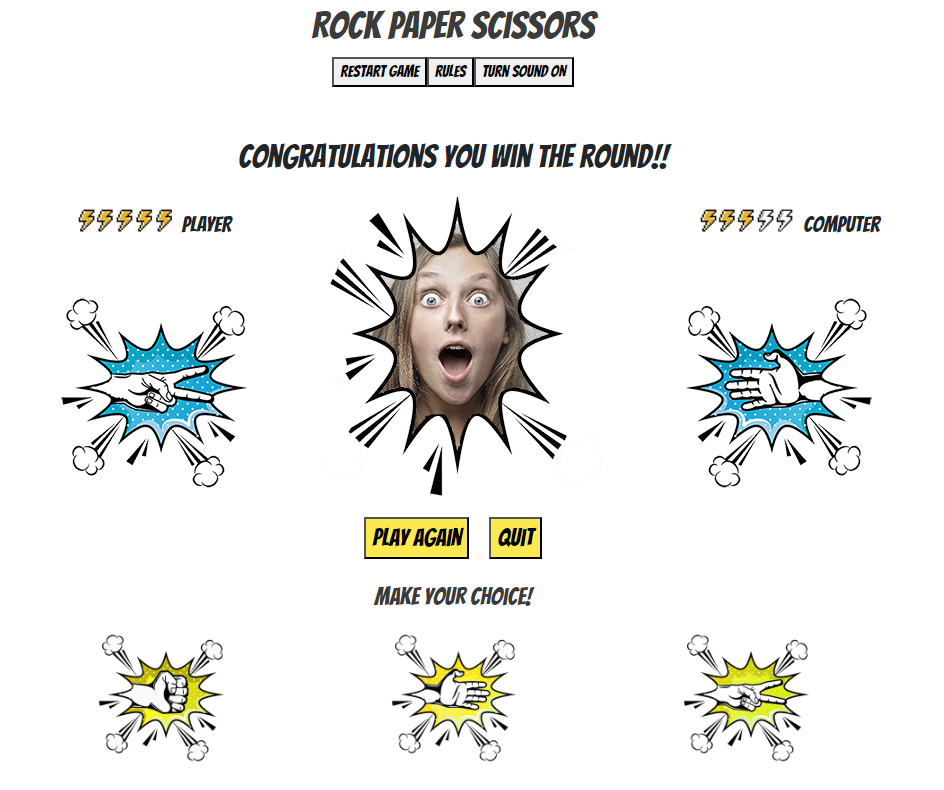 ROCK PAPER SCISSORS
RESTART GAME RULES TURN SOUND ON
CONGRATULATIONS YOU WIN THE ROUND!!
PLAYER COMPUTER
PLAY AGAIN QUIT
MAKE YOUR CHOICE!